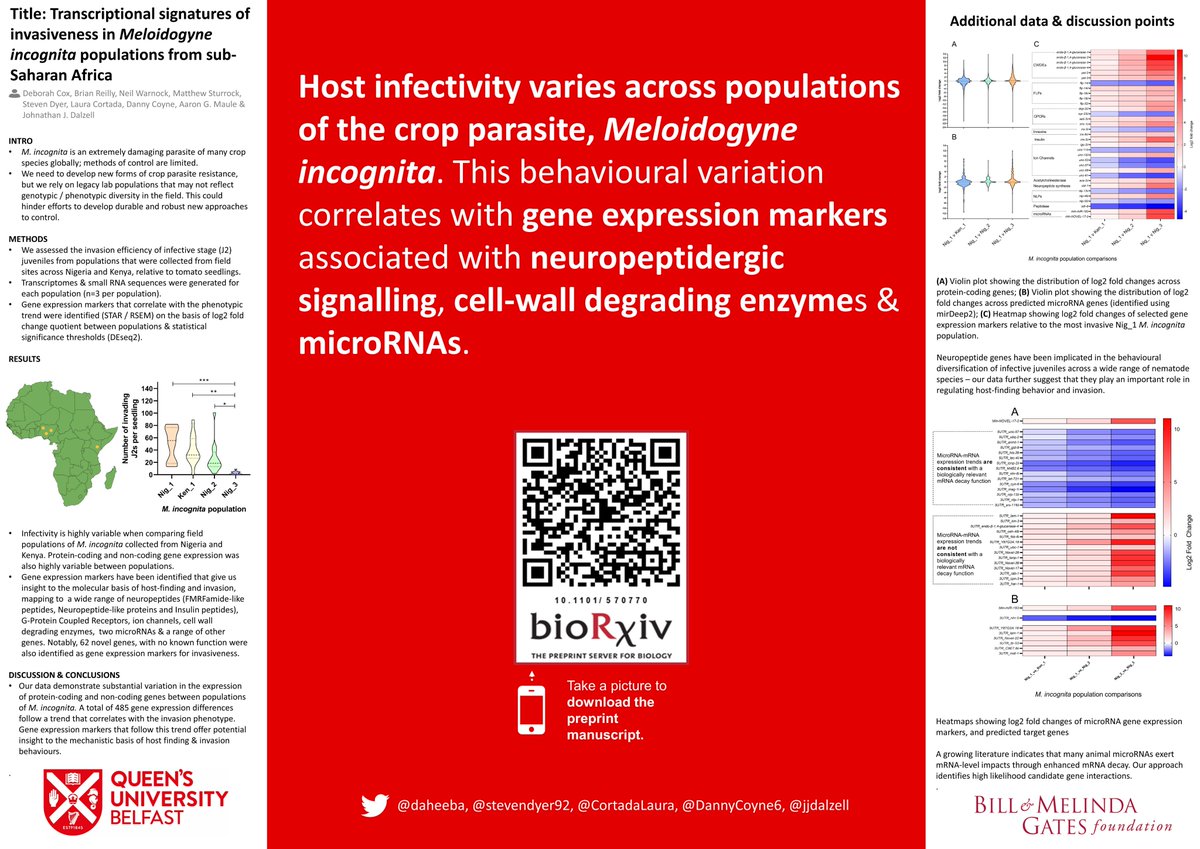 Title: Transcriptional signatures of
invasiveness in Meloidogyne
incognita populations from sub-
Saharan Africa
Deborah Cox, Brian Reilly, Neil Warnock, Matthew Sturrock,
Steven Dyer, Laura Cortada, Danny Coyne, Aaron G. Maule &
Johnathan J. Dalzell
INTRO
• M. incognita is an extremely damaging parasite of many crop
species globally; methods of control are limited.
• We need to develop new forms of crop parasite resistance,
but we rely on legacy lab populations that may not reflect
genotypic / phenotypic diversity in the field. This could
hinder efforts to develop durable and robust new approaches
to control.
METHODS
• We assessed the invasion efficiency of infective stage (J2)
juveniles from populations that were collected from field
sites across Nigeria and Kenya, relative to tomato seedlings.
• Transcriptomes & small RNA sequences were generated for
each population (n=3 per population).
• Gene expression markers that correlate with the phenotypic
trend were identified (STAR / RSEM) on the basis of log2 fold
change quotient between populations & statistical
significance thresholds (DEseq2).
RESULTS
Number of invading
J2s per seedling
140
120
100
80
60
40
20
0
***
**
*
Nig_1
Ken_1
Nig_2
Nig_3
M. incognita population
• Infectivity is highly variable when comparing field
populations of M. incognita collected from Nigeria and
Kenya. Protein-coding and non-coding gene expression was
also highly variable between populations.
• Gene expression markers have been identified that give us
insight to the molecular basis of host-finding and invasion,
mapping to a wide range of neuropeptides (FMRFamide-like
peptides, Neuropeptide-like proteins and Insulin peptides),
G-Protein Coupled Receptors, ion channels, cell wall
degrading enzymes, two microRNAs & a range of other
genes. Notably, 62 novel genes, with no known function were
also identified as gene expression markers for invasiveness.
DISCUSSION & CONCLUSIONS
• Our data demonstrate substantial variation in the expression
of protein-coding and non-coding genes between populations
of M. incognita. A total of 485 gene expression differences
follow a trend that correlates with the invasion phenotype.
Gene expression markers that follow this trend offer potential
insight to the mechanistic basis of host finding & invasion
behaviours.
.
ESTD 1845
QUEEN'S
UNIVERSITY
BELFAST
Host infectivity varies across populations
of the crop parasite, Meloidogyne
incognita. This behavioural variation
correlates with gene expression markers
associated with neuropeptidergic
signalling, cell-wall degrading enzymes &
microRNAs.
10.1101/ 570770
bioRxiv
THE PREPRINT SERVER FOR BIOLOGY
Take a picture to
download the
preprint
manuscript.
@daheeba, @stevendyer92, @CortadaLaura, @DannyCoyne6, @jjdalzell
Additional data & discussion points
A
B
C
CWDEs
FLPs
GPCRs
Innexins
Insulin
Ion Channels
Acetylcholinesterase
Neuropeptide synthesis
NLPs
Peptidase
microRNAs
Log2 fold change
Nig_1 v Ken_1
Nig_1 v Nig_2
Nig_1 v Nig_3
Nig_1 v Ken_1
Nig_1 v Nig_2
Nig_1 v Nig_3
M. incognita population comparisons
(A) Violin plot showing the distribution of log2 fold changes across
protein-coding genes; (B) Violin plot showing the distribution of log2
fold changes across predicted microRNA genes (identified using
mirDeep2); (C) Heatmap showing log2 fold changes of selected gene
expression markers relative to the most invasive Nig_1 M. incognita
population.
Neuropeptide genes have been implicated in the behavioural
diversification of infective juveniles across a wide range of nematode
species – our data further suggest that they play an important role in
regulating host-finding behavior and invasion.
A
MicroRNA-mRNA
expression trends are
consistent with a
biologically relevant
mRNA decay function
MicroRNA-mRNA
expression trends
are not
consistent with a
biologically
relevant mRNA
decay function
10
5
0
Log2 Fold Change
B
10
5
0
M. incognita population comparisons
Heatmaps showing log2 fold changes of microRNA gene expression
markers, and predicted target genes
A growing literature indicates that many animal microRNAs exert
mRNA-level impacts through enhanced mRNA decay. Our approach
identifies high likelihood candidate gene interactions.
.
BILL & MELINDA
GATES foundation